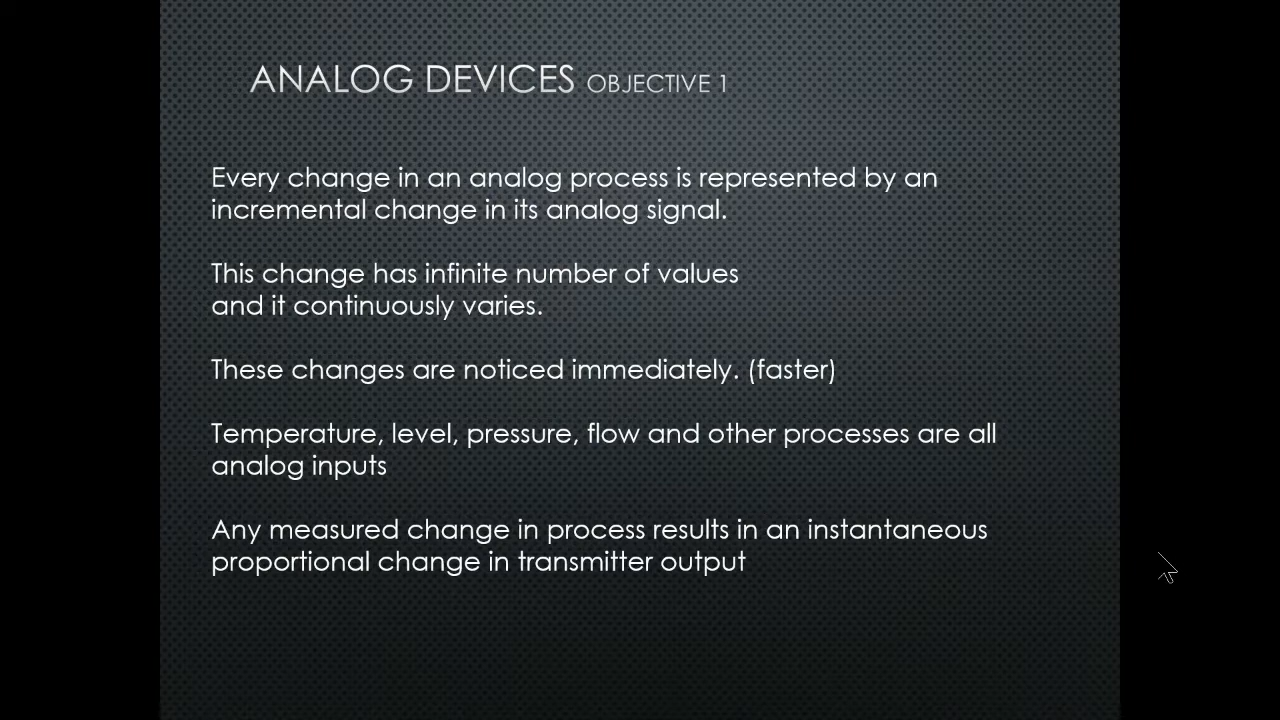 ANALOG DEVICES OBJECTIVE 1
Every change in an analog process is represented by an
incremental change in its analog signal.
This change has infinite number of values
and it continuously varies.
These changes are noticed immediately. (faster)
Temperature, level, pressure, flow and other processes are all
analog inputs
Any measured change in process results in an instantaneous
proportional change in transmitter output